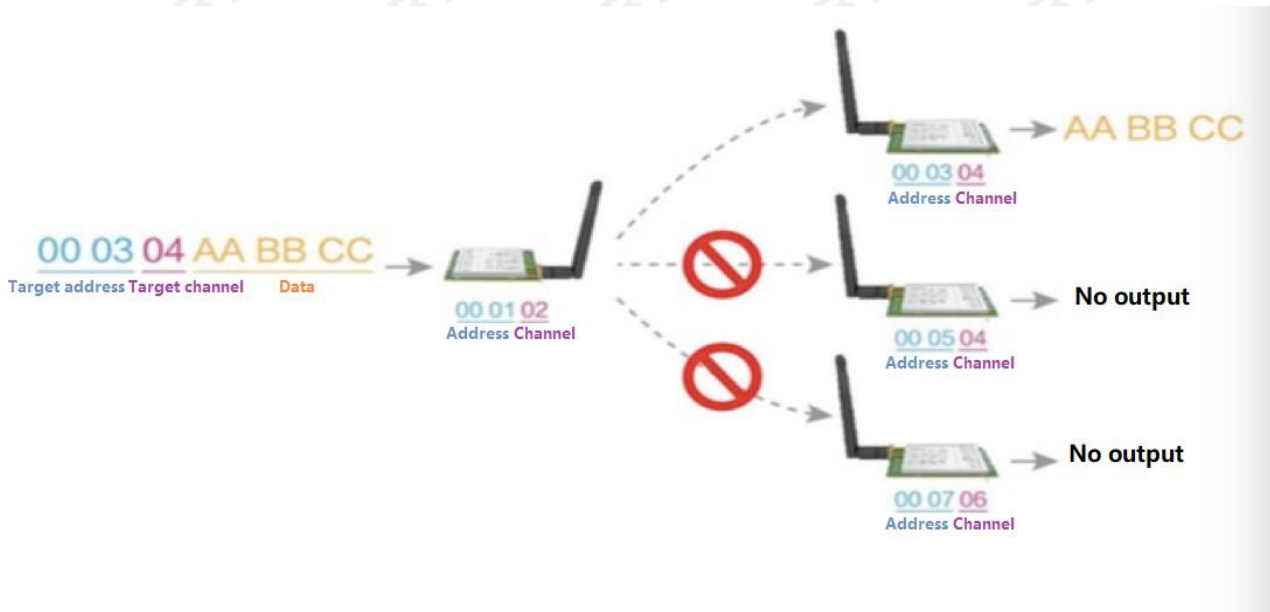 00 03 04 AA BB CC
Target address Target channel Data
00 01 02
Address Channel
AA BB CC
00 03 04
Address Channel
No output
00 05 04
Address Channel
No output
00 07 06
Address Channel